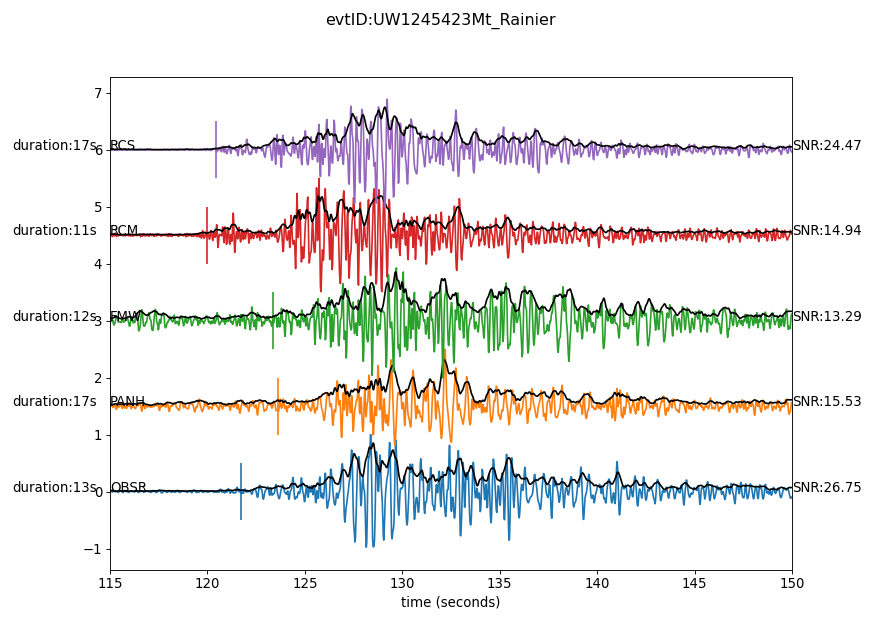 evtID:UW1245423Mt_Rainier
7
duration:17s RCS 6 SNR:24.47
5
duration:11s RCM SNR:14.94
4
duration:12s FMW 3 SNR:13.29
2
duration:17s PANH SNR:15.53
1
duration:13s OBSR 0 SNR:26.75
−1
115 120 125 130 135 140 145 150
time (seconds)